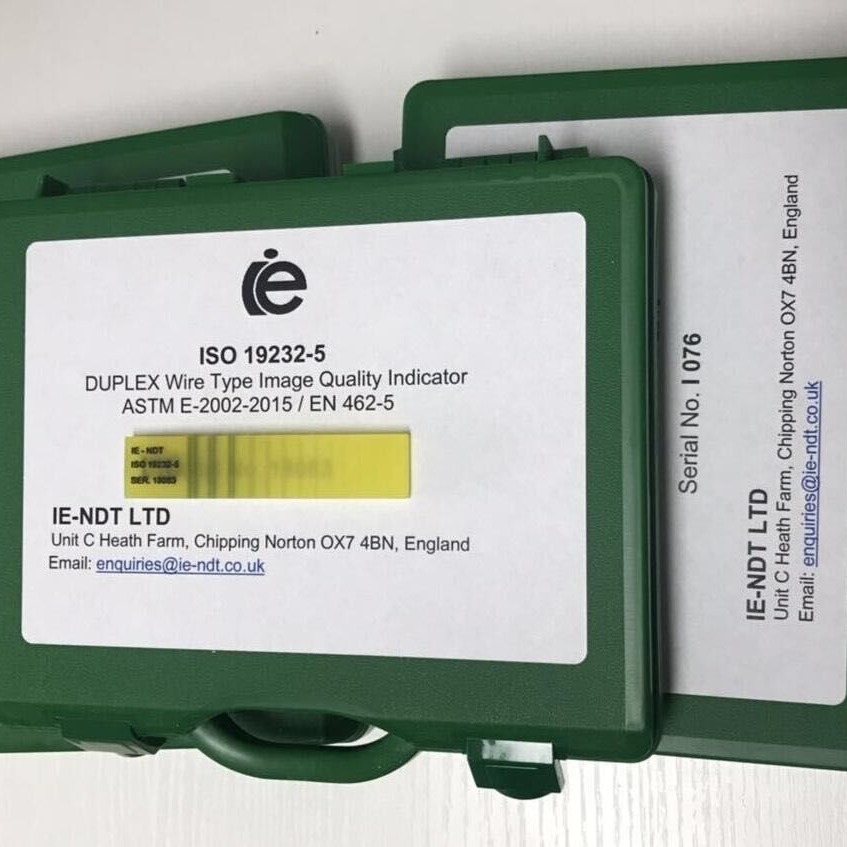 ie
ISO 19232-5
DUPLEX Wire Type Image Quality Indicator
ASTM E-2002-2015 / EN 462-5
IE - NDT
ISO 19232-5
SER.
IE-NDT LTD
Unit C Heath Farm, Chipping Norton OX7 4BN, England
Email: enquiries@ie-ndt.co.uk
Serial No. I 076
IE-NDT LTD
Unit C Heath Farm, Chipping Norton OX7 4BN, England
Email: enquiries@ie-ndt.co.uk